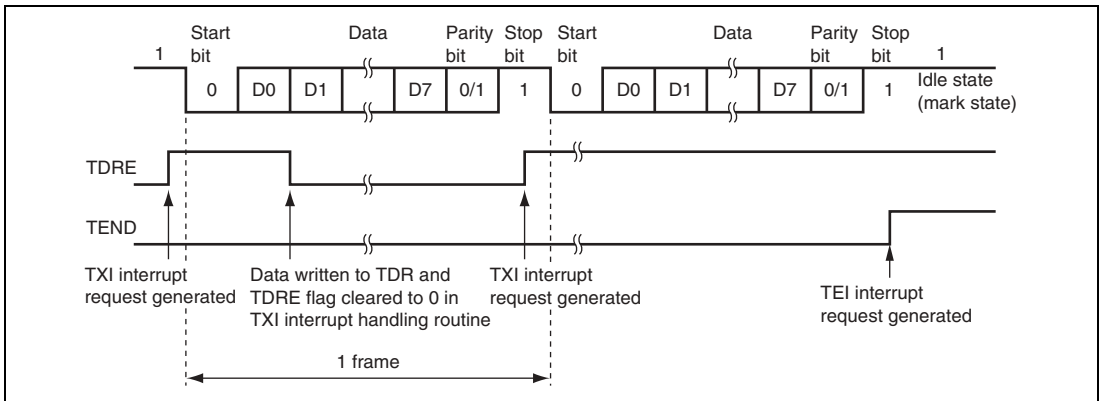 1
Start bit
Data
Parity bit
Stop bit
Start bit
Data
Parity bit
Stop bit
1
0
D0
D1
D7
0/1
1
0
D0
D1
D7
0/1
1
Idle state
(mark state)
TDRE
TEND
TXI interrupt
request generated
Data written to TDR and
TDRE flag cleared to 0 in
TXI interrupt handling routine
TXI interrupt
request generated
TEI interrupt
request generated
1 frame